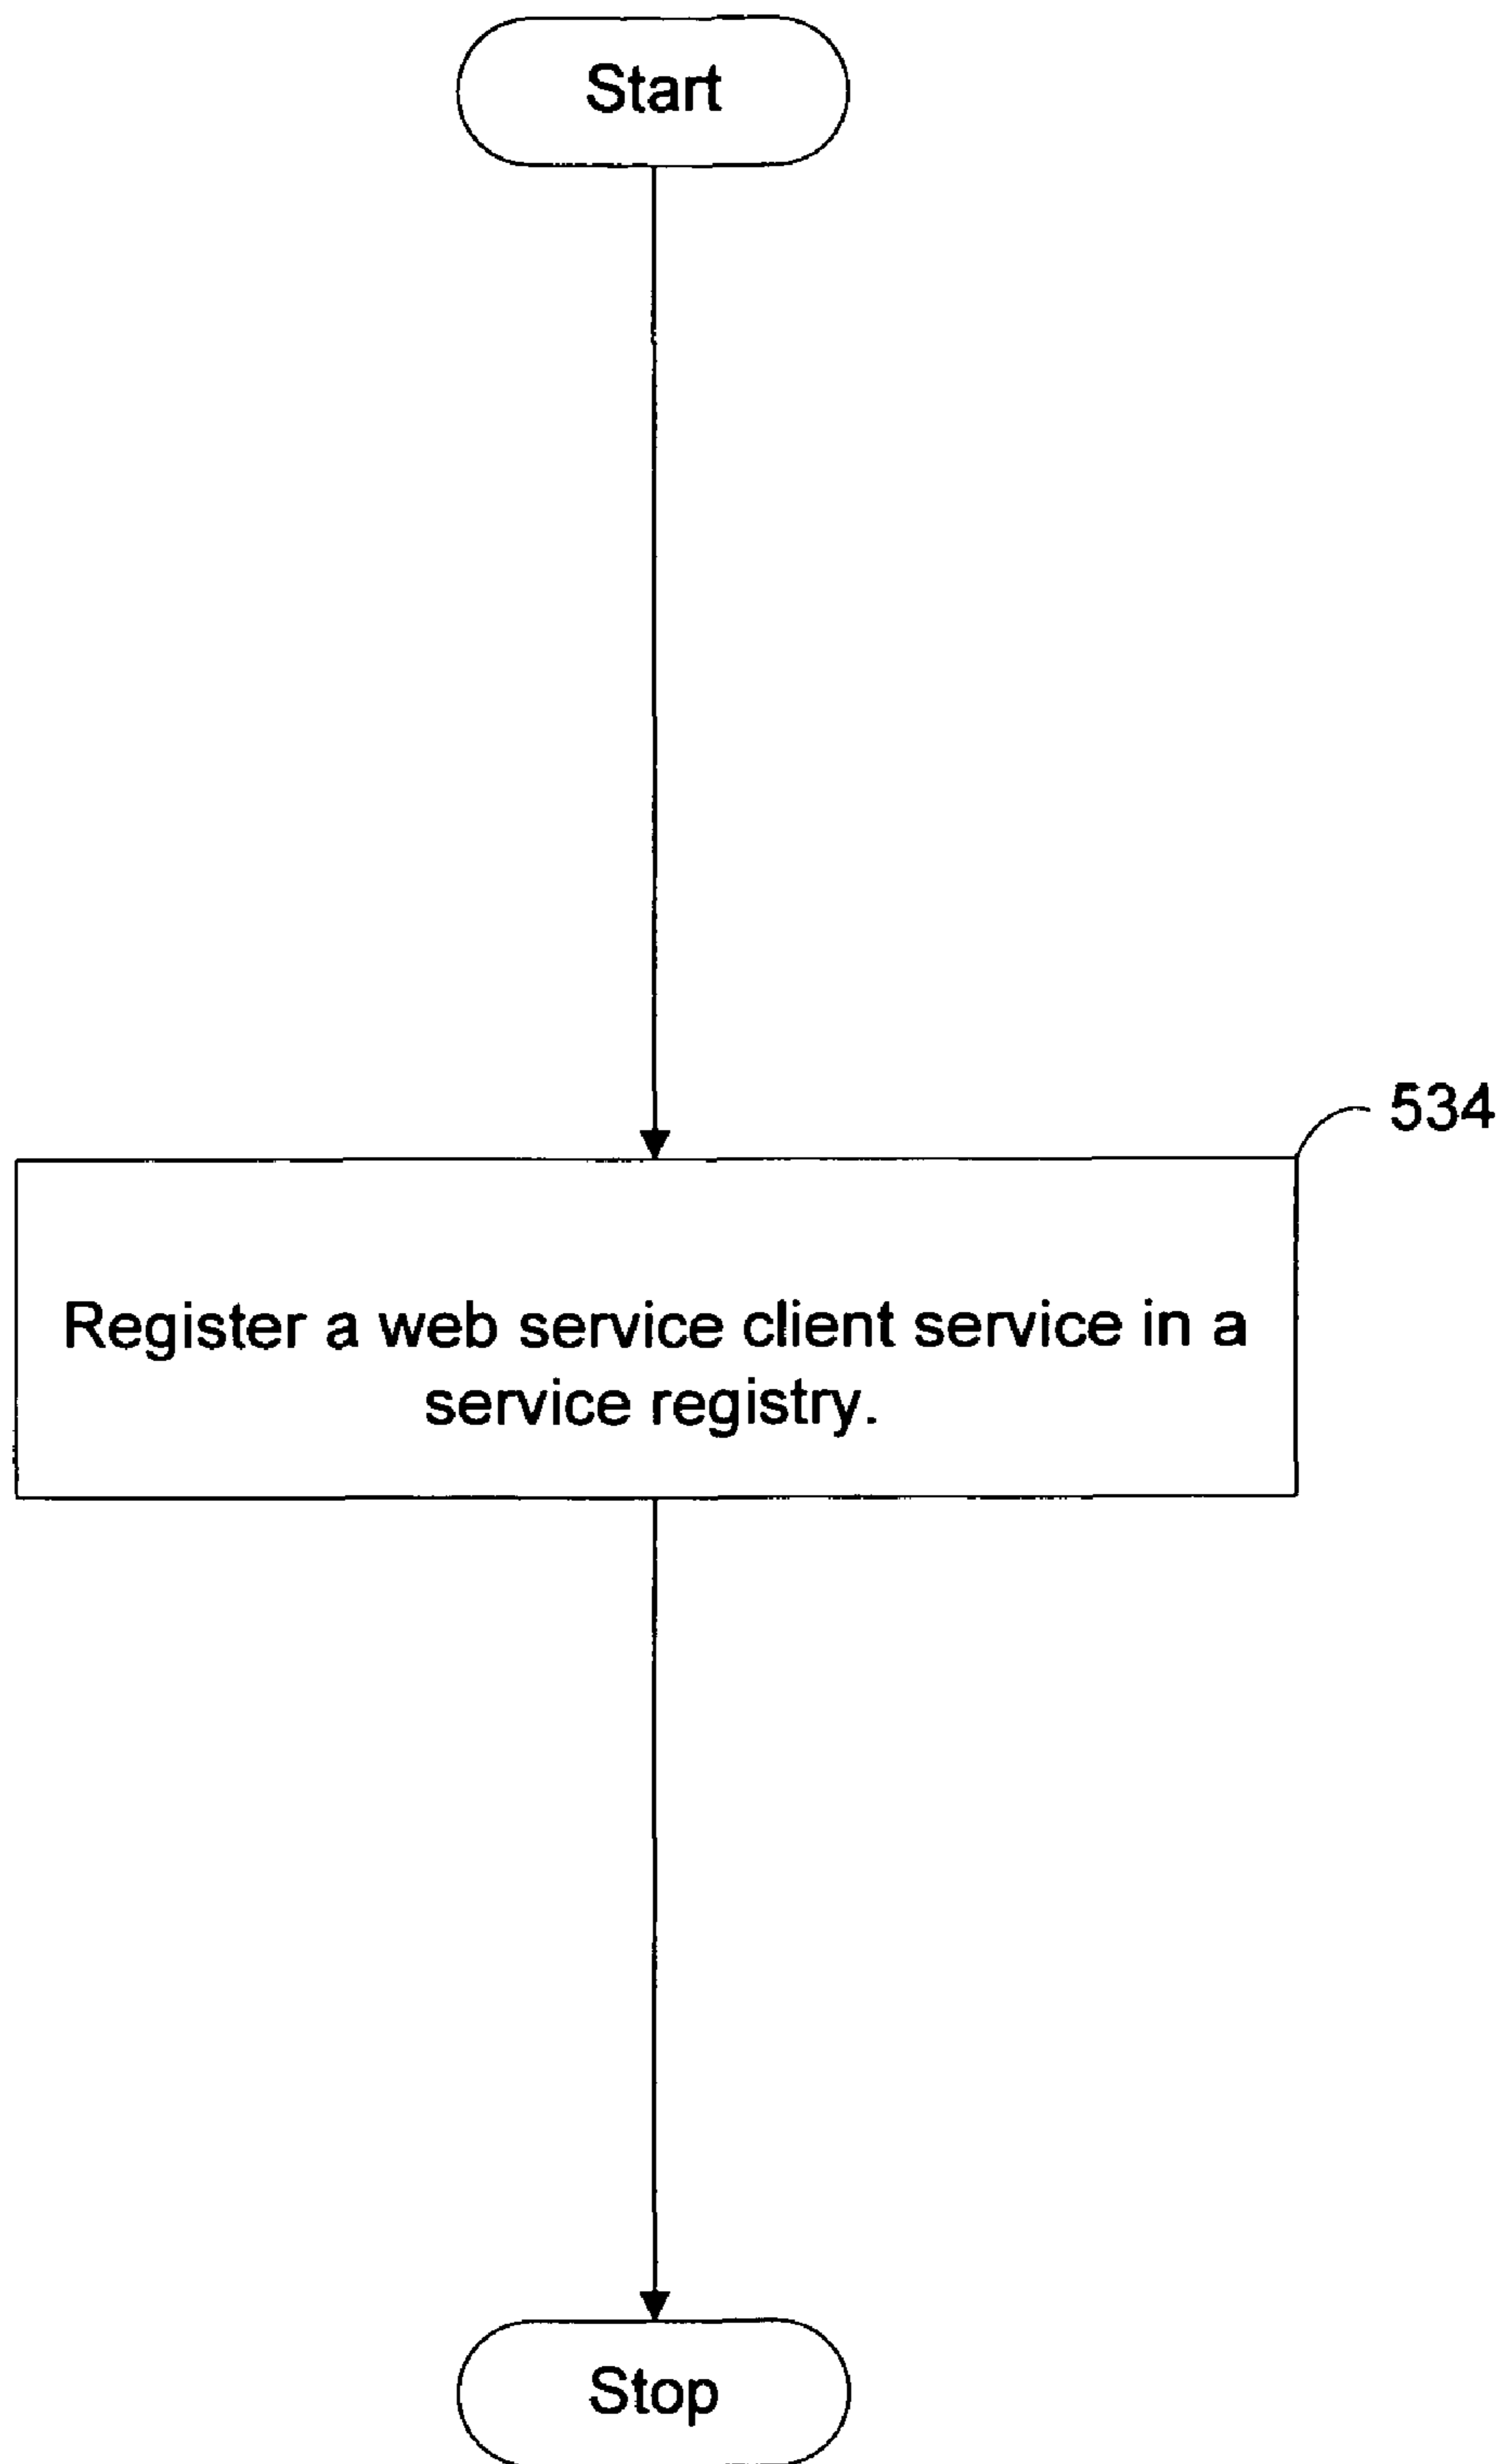 Start
534
Register a web service client service in a
service registry.
Stop